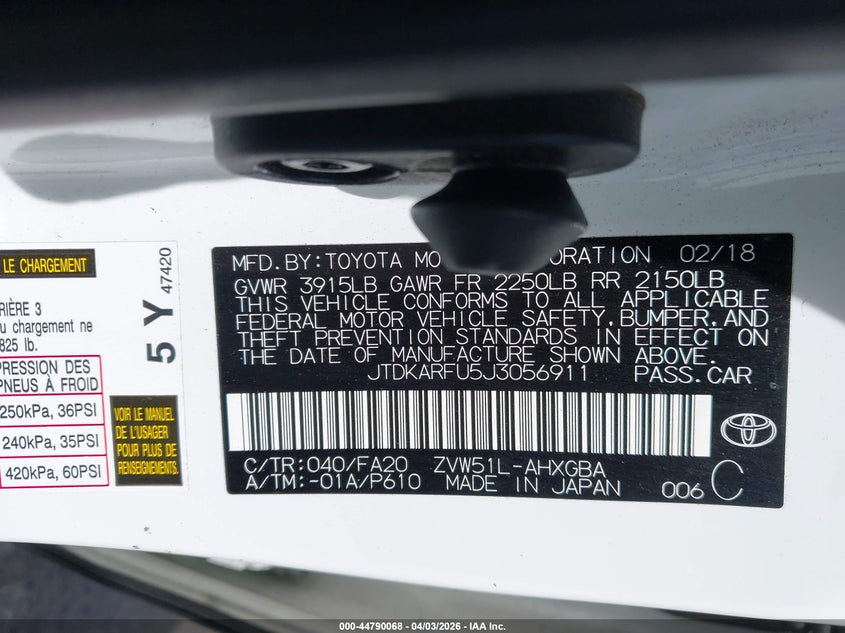 LE CHARGEMENT
RIÈRE 3
u chargement ne
825 lb.
PRESSION DES
PNEUS À FROID
250kPa, 36PSI
240kPa, 35PSI
420kPa, 60PSI
5 Y 47420
VOIR LE MANUEL
DE L'USAGER
POUR PLUS DE
RENSEIGNEMENTS.
MFD.BY:TOYOTA MO ORATION 02/18
GVWR 3915LB GAWR FR 2250LB RR 2150LB
THIS VEHICLE CONFORMS TO ALL APPLICABLE
FEDERAL MOTOR VEHICLE SAFETY,BUMPER,AND
THEFT PREVENTION STANDARDS IN EFFECT ON
THE DATE OF MANUFACTURE SHOWN ABOVE.
JTDKARFU5J3056911 PASS.CAR
C/TR:040/FA20 ZVW51L-AHXGBA
A/TM:-01A/P610 MADE IN JAPAN 006 C
TOYOTA
000-44790068 - 04/03/2026 - IAA Inc.